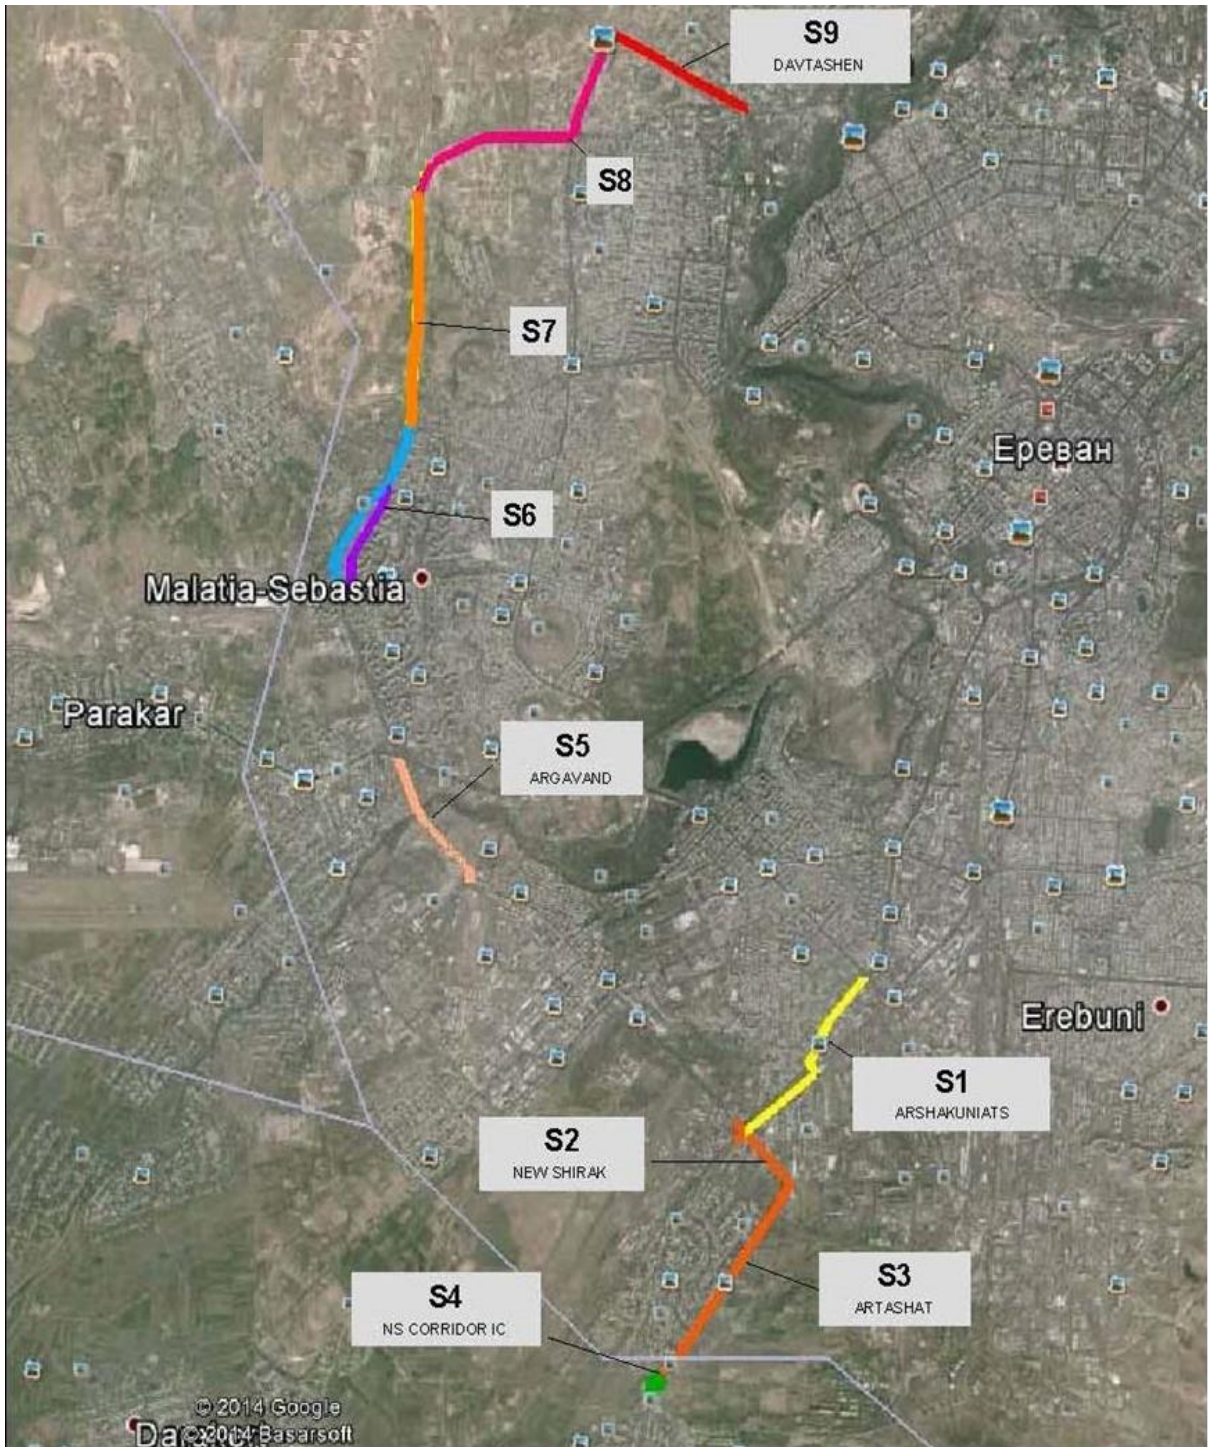 S9
DAVTASHEN
S8
S7
Ереван
S6
Malatia-Sebastia
Parakar
S5
ARGAVAND
Erebuni
S1
ARSHAKUNIATS
S2
NEW SHIRAK
S3
ARTASHAT
S4
NS CORRIDOR IC
© 2014 Google
© 2014 Basarsoft